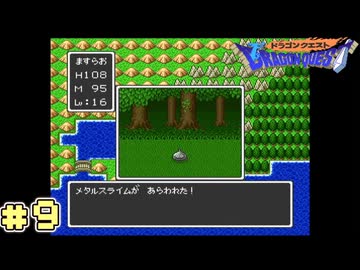 ドラゴンクエスト
DRAGON QUEST I
ますらお
H108
M 95
Lv:16
メタルスライムが あらわれた!
#9